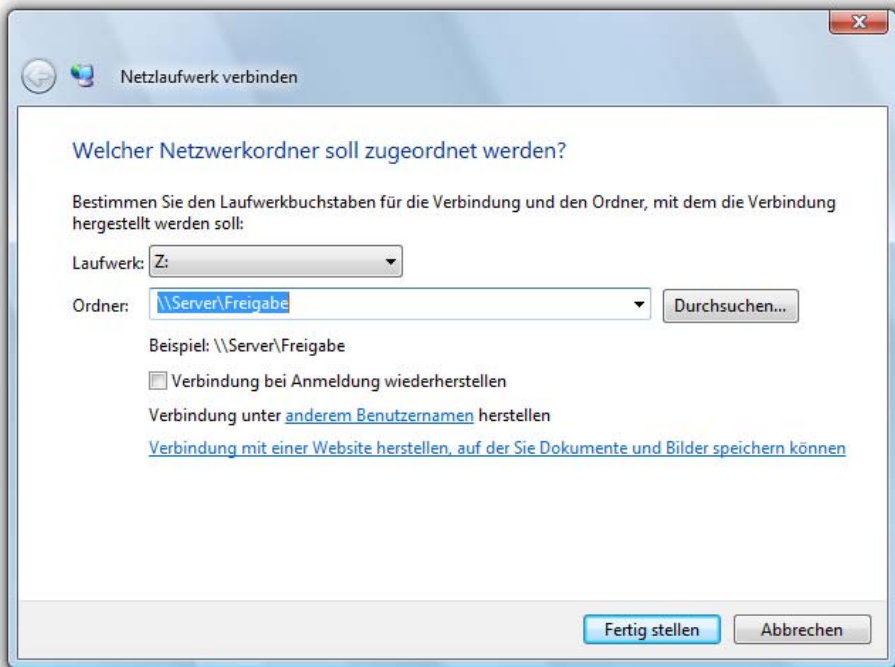 Netzlaufwerk verbinden
Welcher Netzwerkordner soll zugeordnet werden?
Bestimmen Sie den Laufwerkbuchstaben für die Verbindung und den Ordner, mit dem die Verbindung
hergestellt werden soll:
Laufwerk: Z:
Ordner: \\Server\Freigabe Durchsuchen...
Beispiel: \\Server\Freigabe
Verbindung bei Anmeldung wiederherstellen
Verbindung unter anderem Benutzernamen herstellen
Verbindung mit einer Website herstellen, auf der Sie Dokumente und Bilder speichern können
Fertig stellen Abbrechen